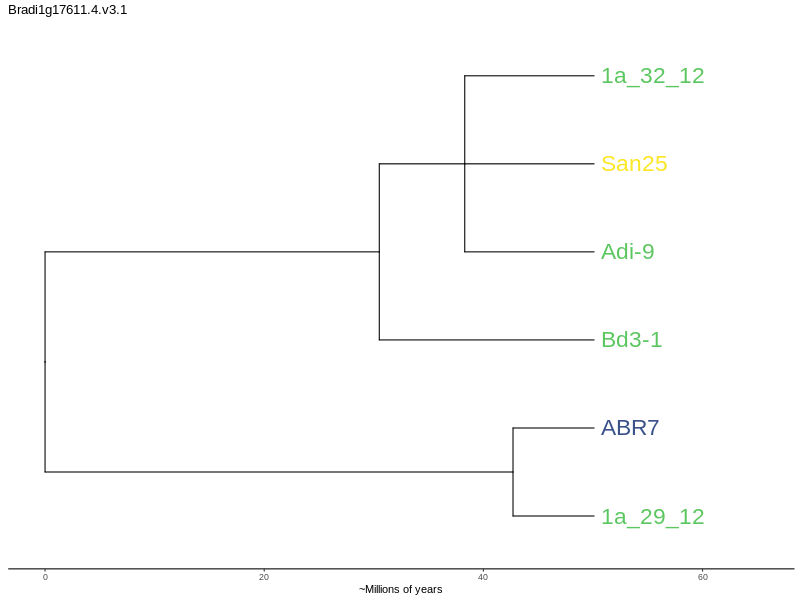 Bradi1g17611.4.v3.1
1a_32_12
San25
Adi-9
Bd3-1
ABR7
1a_29_12
0 20 40 60
~Millions of years